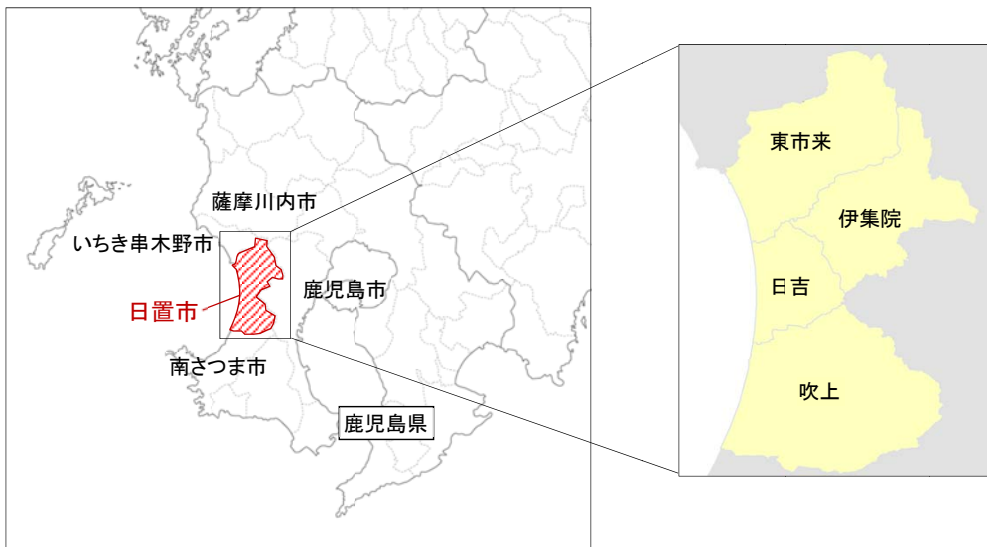 薩摩川内市
いちき串木野市
日置市
鹿児島市
南さつま市
鹿児島県
東市来
伊集院
日吉
吹上